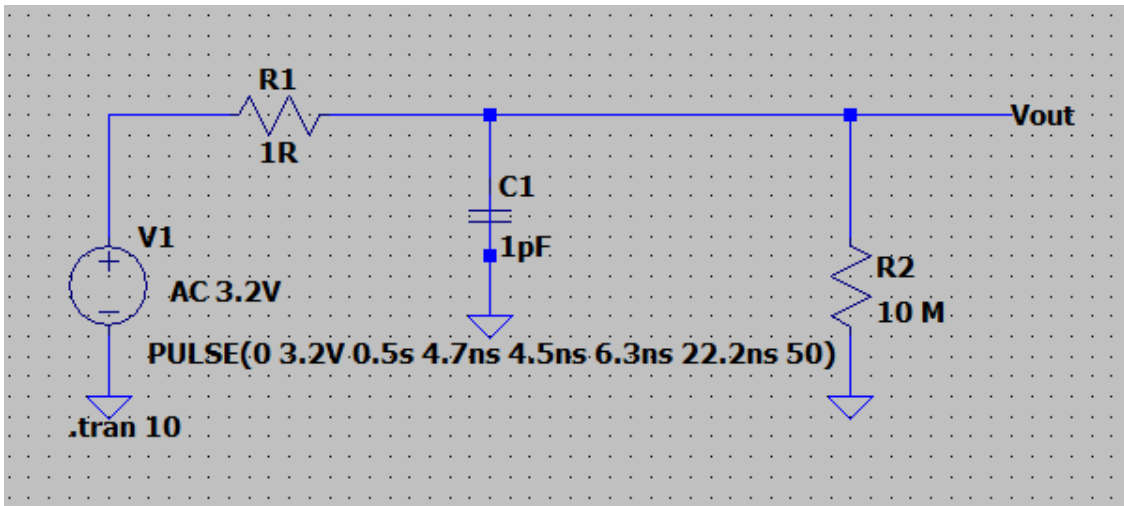 R1
1R
Vout
C1
1pF
V1
AC 3.2V
R2
10 M
PULSE(0 3.2V 0.5s 4.7ns 4.5ns 6.3ns 22.2ns 50)
.tran 10